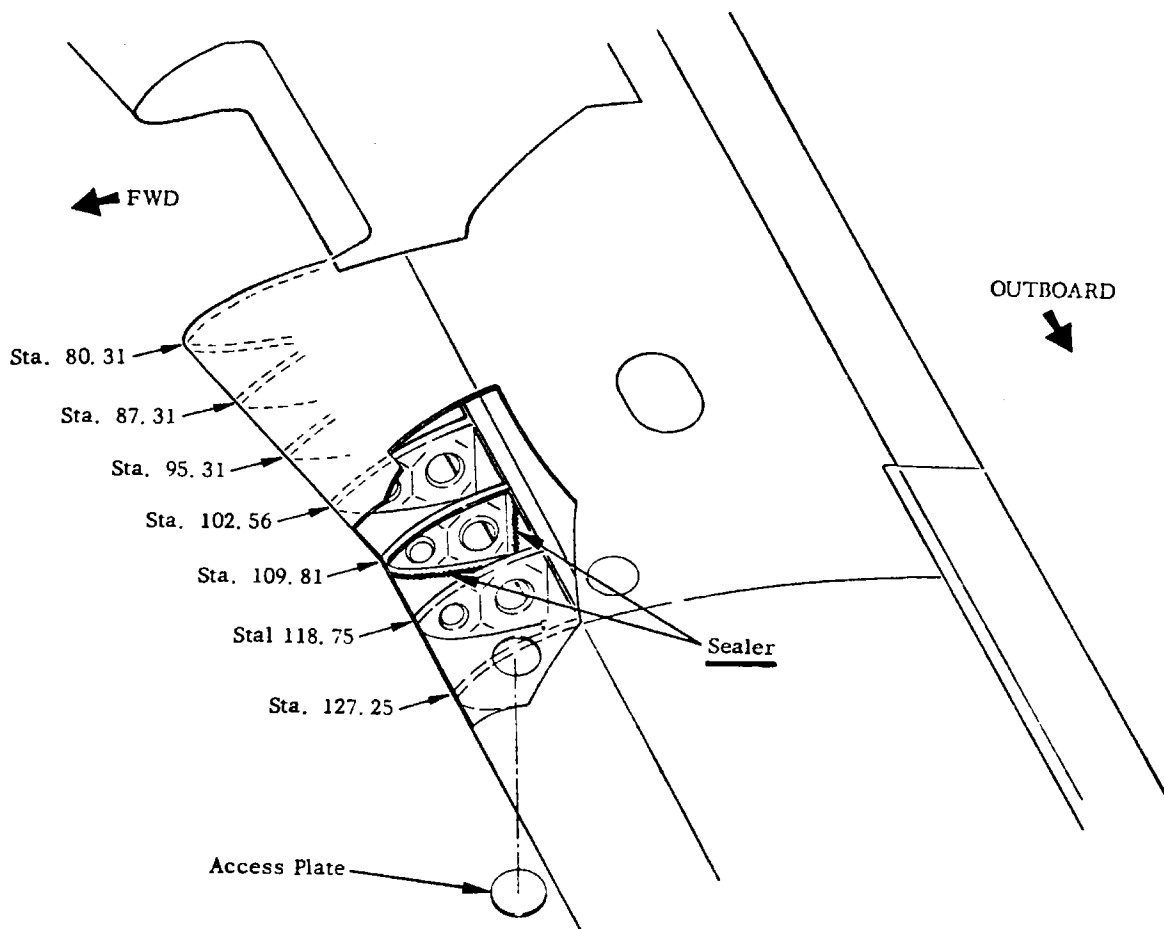 FWD
OUTBOARD
Sta. 80.31
Sta. 87.31
Sta. 95.31
Sta. 102.56
Sta. 109.81
Stal 118.75
Sealer
Sta. 127.25
Access Plate